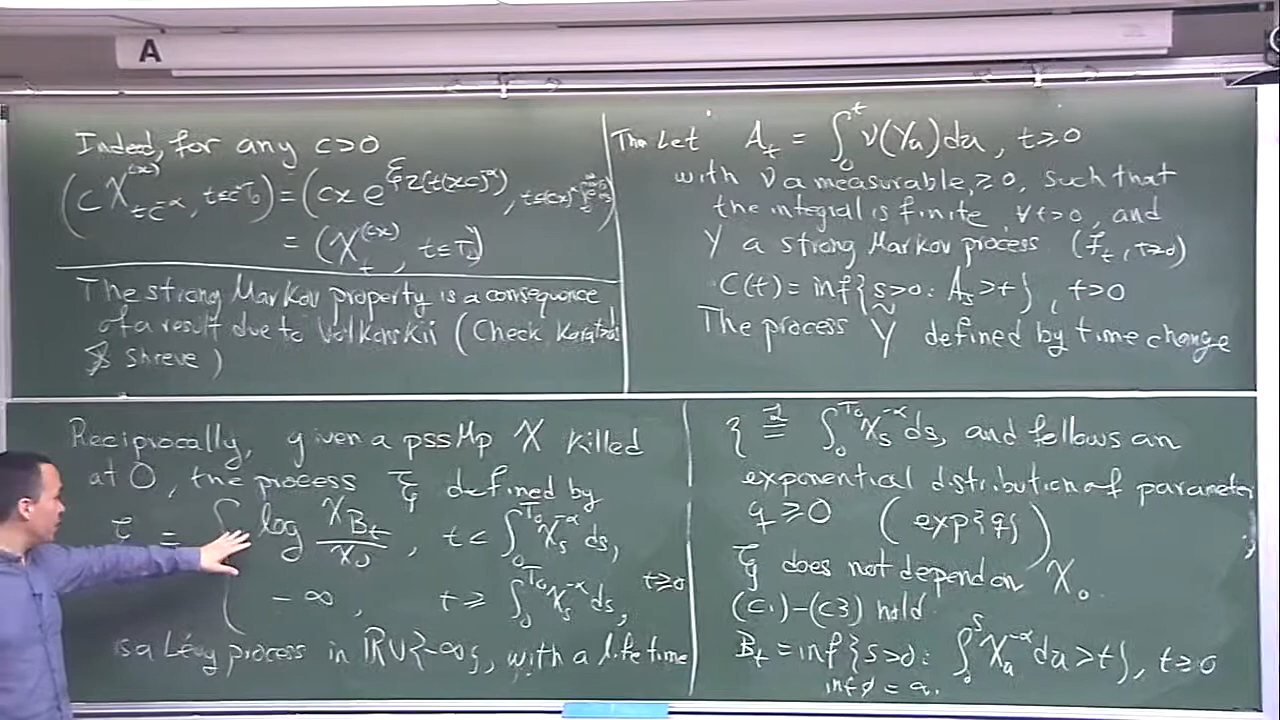 A
Indeed, for any c>0
(c X^{(x)}_{tc^{-α}}, t≤c^α T_0) = (cx e^{ξ_{τ(t(xc)^{-α})}}, t≤(cx)^α
= (X^{(cx)}_t, t≤T_0)
The strong Markov property is a consequence
of a result due to Volkonskii (Check Karatzas
& Shreve)
Thm Let A_t = ∫_0^t ν(Y_u)du, t≥0
with ν a measurable, ≥0, such that
the integral is finite ∀t>0, and
Y a strong Markov process (F_t, t≥0)
C(t) = inf{s>0: A_s>t}, t>0
The process Ỹ defined by time change
Reciprocally, given a pssMp X killed
at 0, the process ξ defined by
ξ = { log X_{B_t}/X_0, t< ∫_0^{T_0} X_s^{-α} ds,
-∞, t≥ ∫_0^{T_0} X_s^{-α} ds, t≥0
is a Lévy process in ℝ∪{-∞}, with a lifetime
ζ = ∫_0^{T_0} X_s^{-α} ds, and follows an
exponential distribution of parameter
q≥0 (exp{q})
ξ does not depend on X_0.
(C1)-(C3) hold
B_t = inf{s>0: ∫_0^s X_u^{-α} du>t}, t≥0
inf ∅ = ∞.